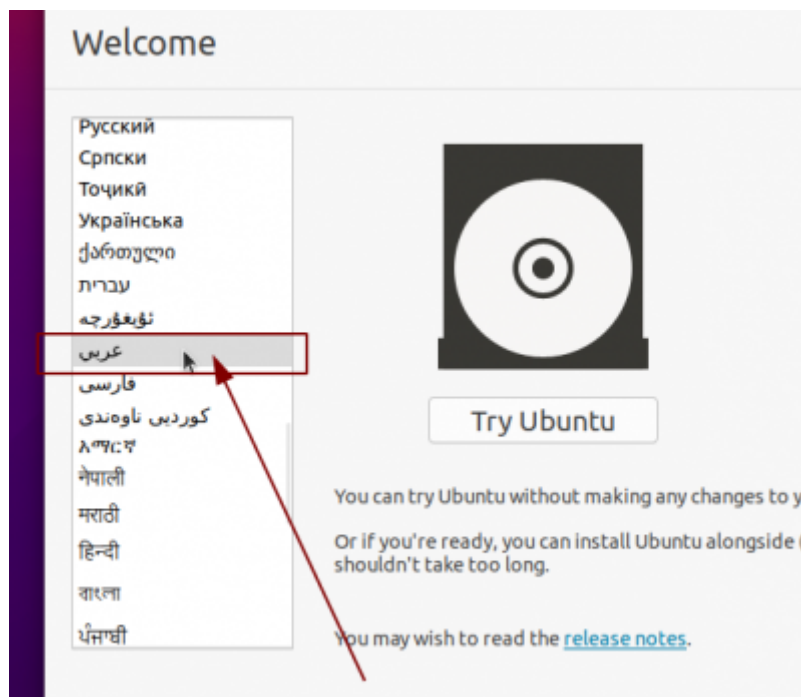 Welcome
Русский
Српски
Тоҷикӣ
Українська
ქართული
עברית
ئۇيغۇرچە
عربي
فارسی
کوردیی ناوەندی
አማርኛ
नेपाली
मराठी
हिन्दी
বাংলা
ਪੰਜਾਬੀ
Try Ubuntu
You can try Ubuntu without making any changes to y
Or if you're ready, you can install Ubuntu alongside (
shouldn't take too long.
You may wish to read the release notes.